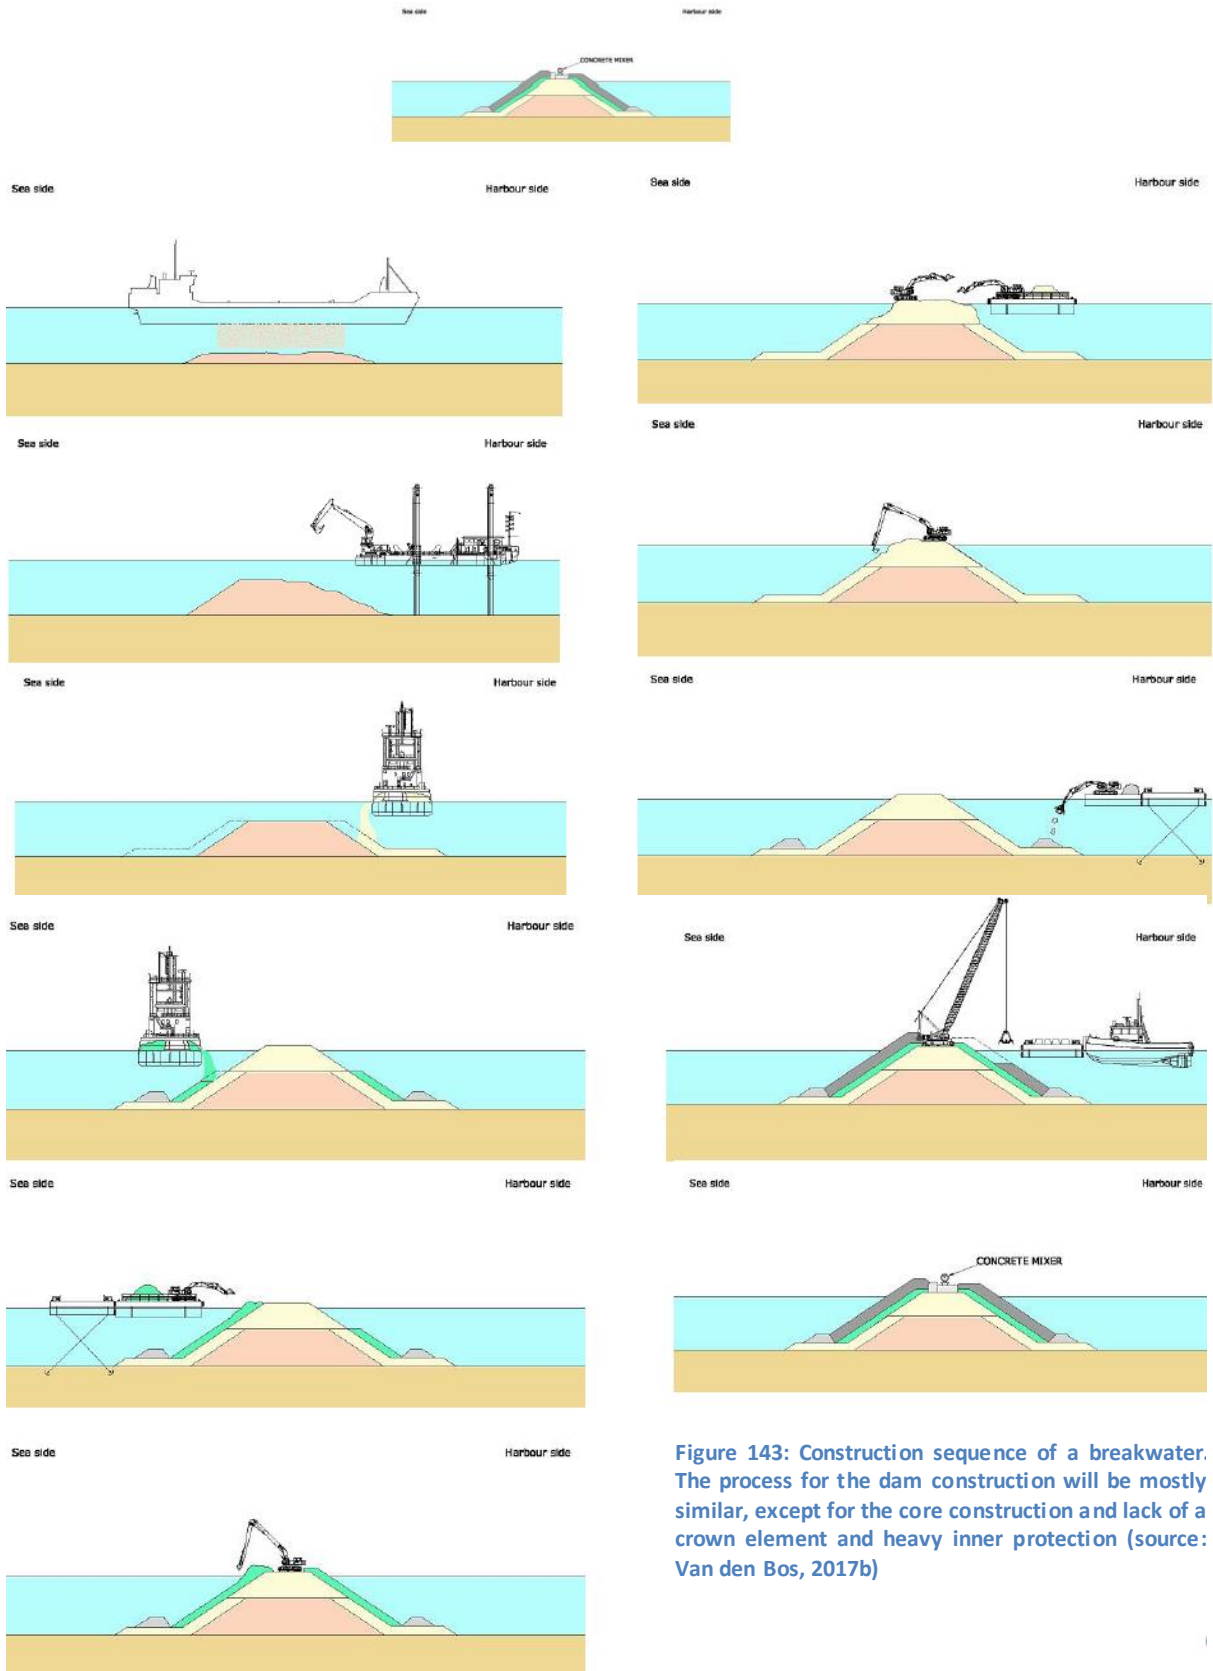 Sea side
Harbour side
CONCRETE MIXER
Sea side
Harbour side
Sea side
Harbour side
Sea side
Harbour side
Sea side
Harbour side
Sea side
Harbour side
Sea side
Harbour side
Sea side
Harbour side
Sea side
Harbour side
Sea side
Harbour side
Sea side
Harbour side
CONCRETE MIXER
Sea side
Harbour side
Figure 143: Construction sequence of a breakwater.
The process for the dam construction will be mostly
similar, except for the core construction and lack of a
crown element and heavy inner protection (source:
Van den Bos, 2017b)